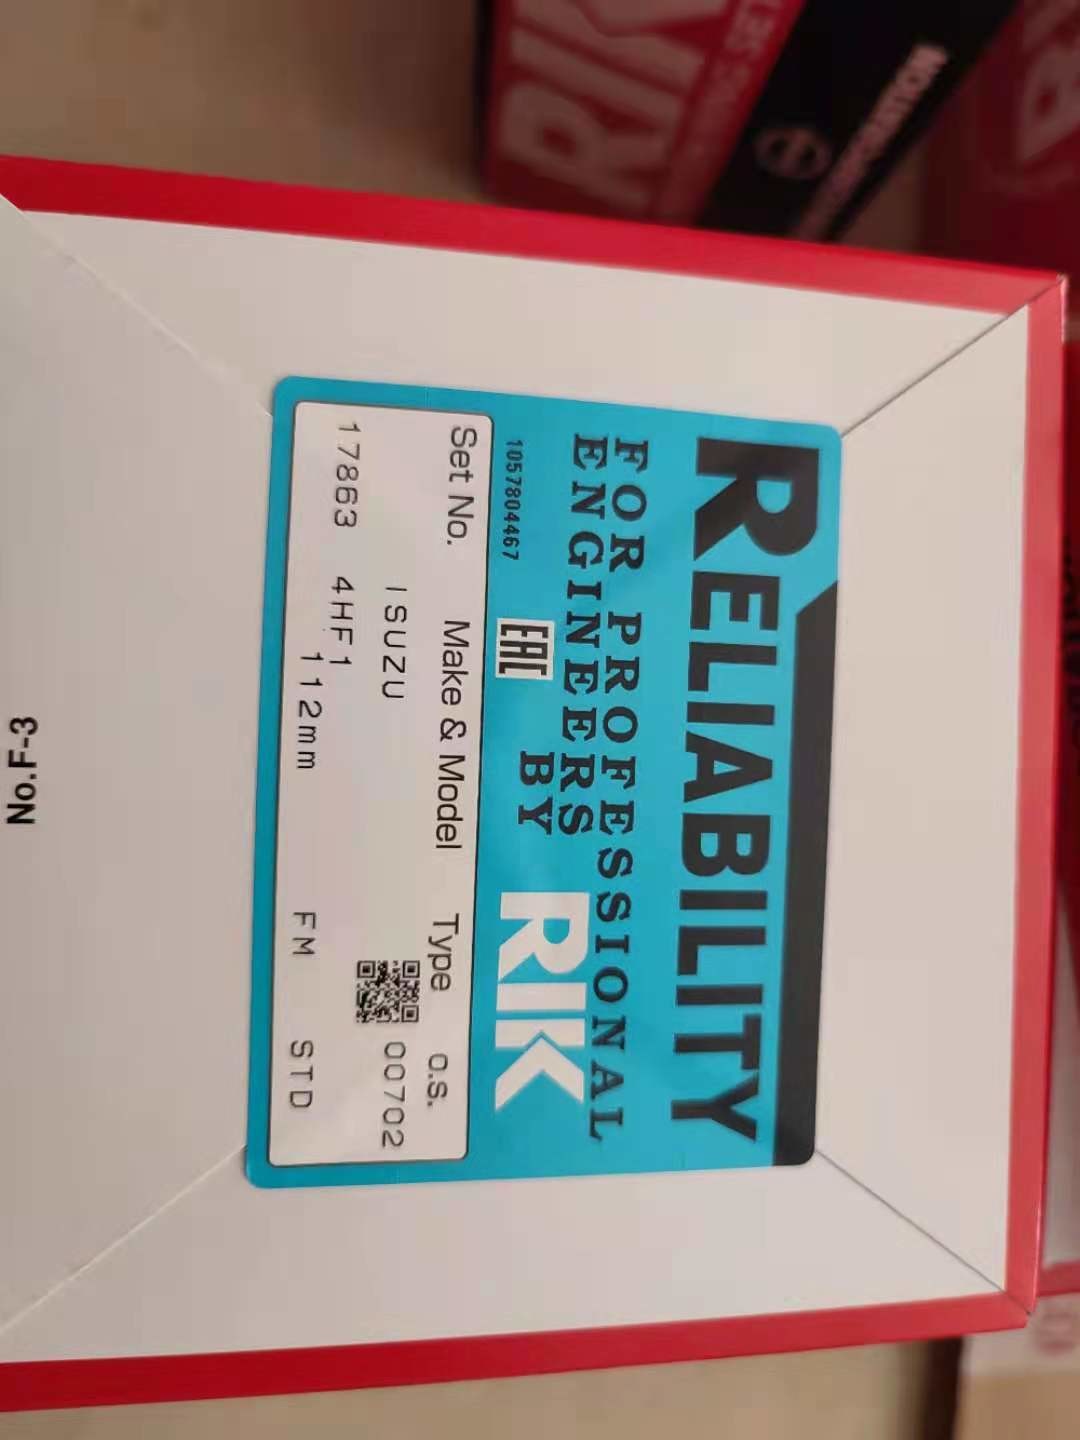 RELIABILITY
FOR PROFESSIONAL
ENGINEERS
BY RIK
1057804467 EAC
Set No. Make & Model Type O.S.
ISUZU 00702
17863 4HF1
112mm FM STD
No.F-3
RIK